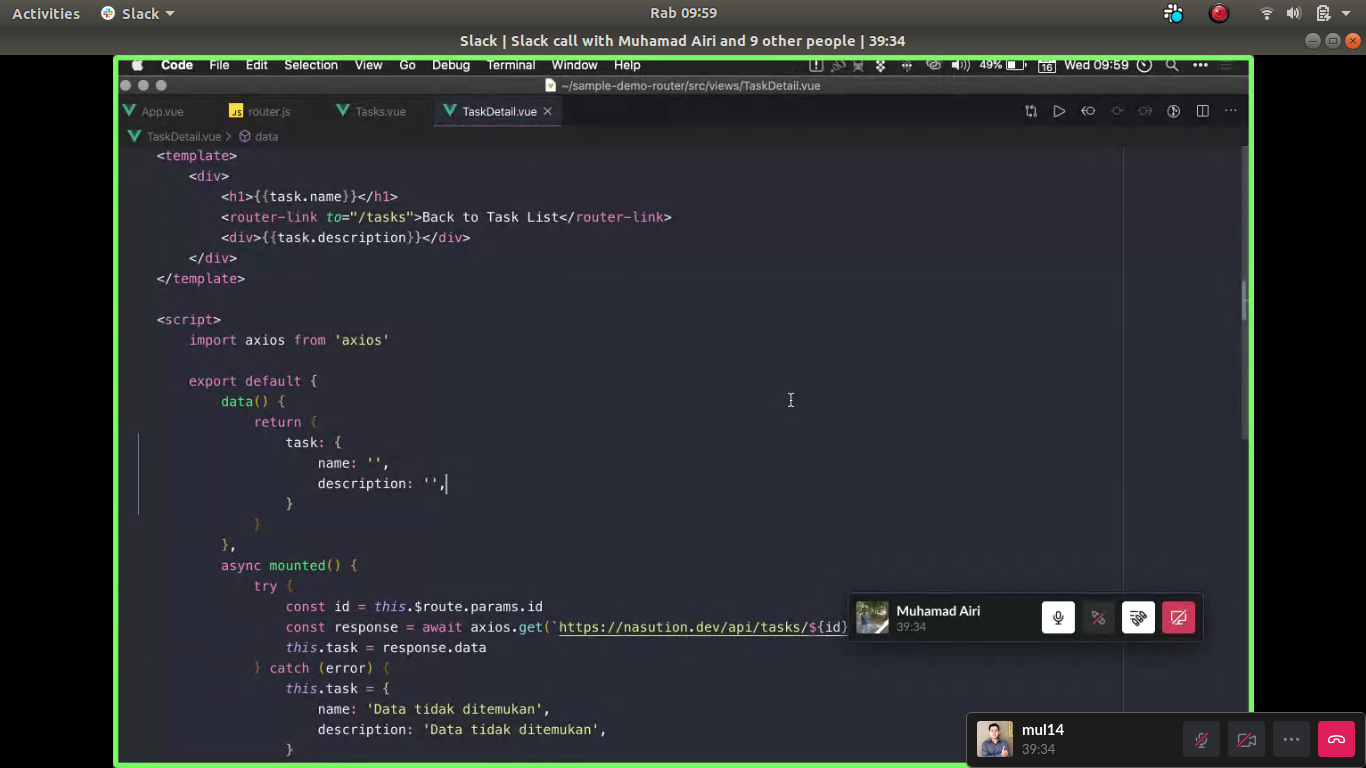 Activities Slack Rab 09:59
Slack | Slack call with Muhamad Airi and 9 other people | 39:34
Code File Edit Selection View Go Debug Terminal Window Help 49% 16 Wed 09:59
~/sample-demo-router/src/views/TaskDetail.vue
App.vue JS router.js Tasks.vue TaskDetail.vue
TaskDetail.vue > data
<template>
<div>
<h1>{{task.name}}</h1>
<router-link to="/tasks">Back to Task List</router-link>
<div>{{task.description}}</div>
</div>
</template>
<script>
import axios from 'axios'
export default {
data() {
return {
task: {
name: '',
description: '',
}
}
},
async mounted() {
try {
const id = this.$route.params.id
const response = await axios.get(`https://nasution.dev/api/tasks/${id}
this.task = response.data
} catch (error) {
this.task = {
name: 'Data tidak ditemukan',
description: 'Data tidak ditemukan',
}
Muhamad Airi
39:34
mul14
39:34